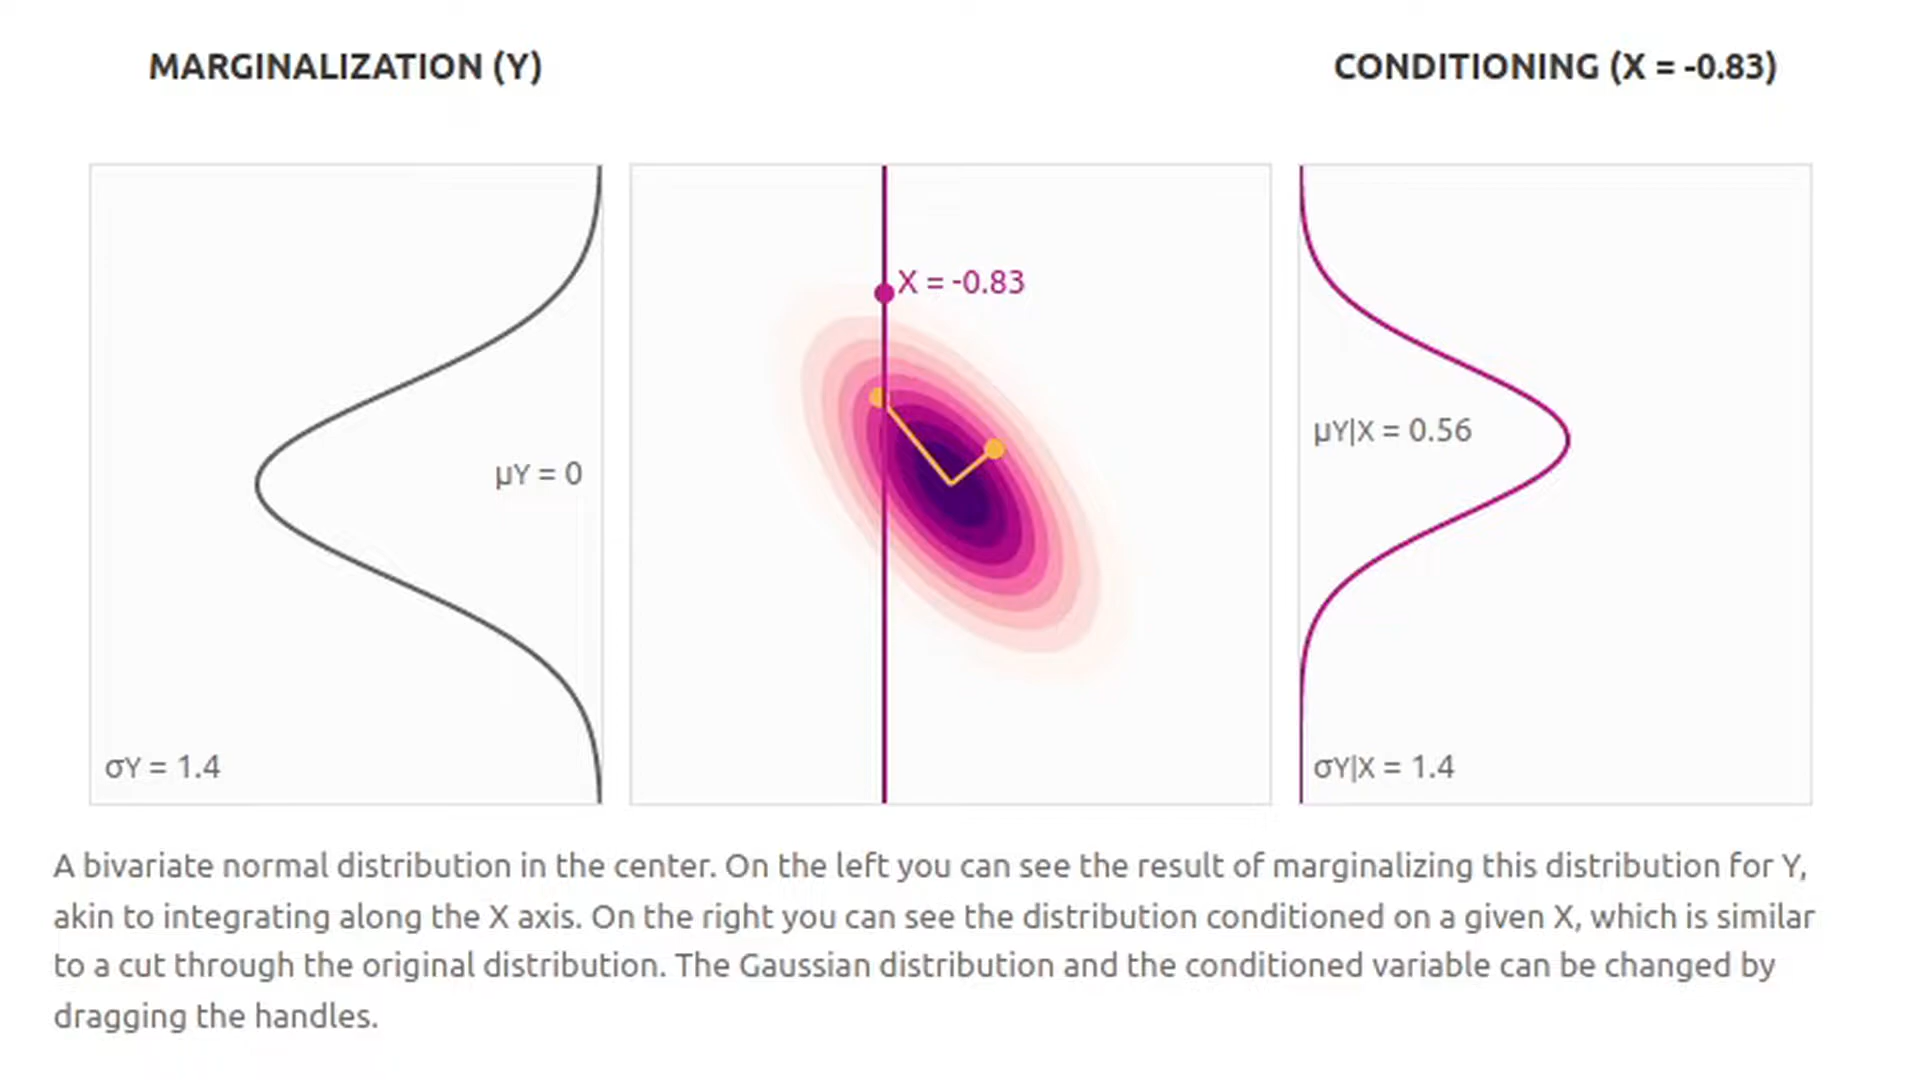 MARGINALIZATION (Y)
CONDITIONING (X = -0.83)
X = -0.83
μY = 0
σY = 1.4
μY|X = 0.56
σY|X = 1.4
A bivariate normal distribution in the center. On the left you can see the result of marginalizing this distribution for Y,
akin to integrating along the X axis. On the right you can see the distribution conditioned on a given X, which is similar
to a cut through the original distribution. The Gaussian distribution and the conditioned variable can be changed by
dragging the handles.